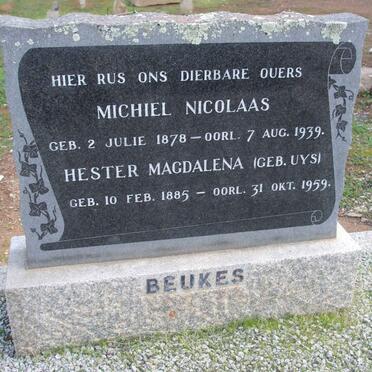 HIER RUS ONS DIERBARE OUERS
MICHIEL NICOLAAS
GEB. 2 JULIE 1878 — OORL. 7 AUG. 1939.
HESTER MAGDALENA (GEB. UYS)
GEB. 10 FEB. 1885 — OORL. 31 OKT. 1959.
BEUKES